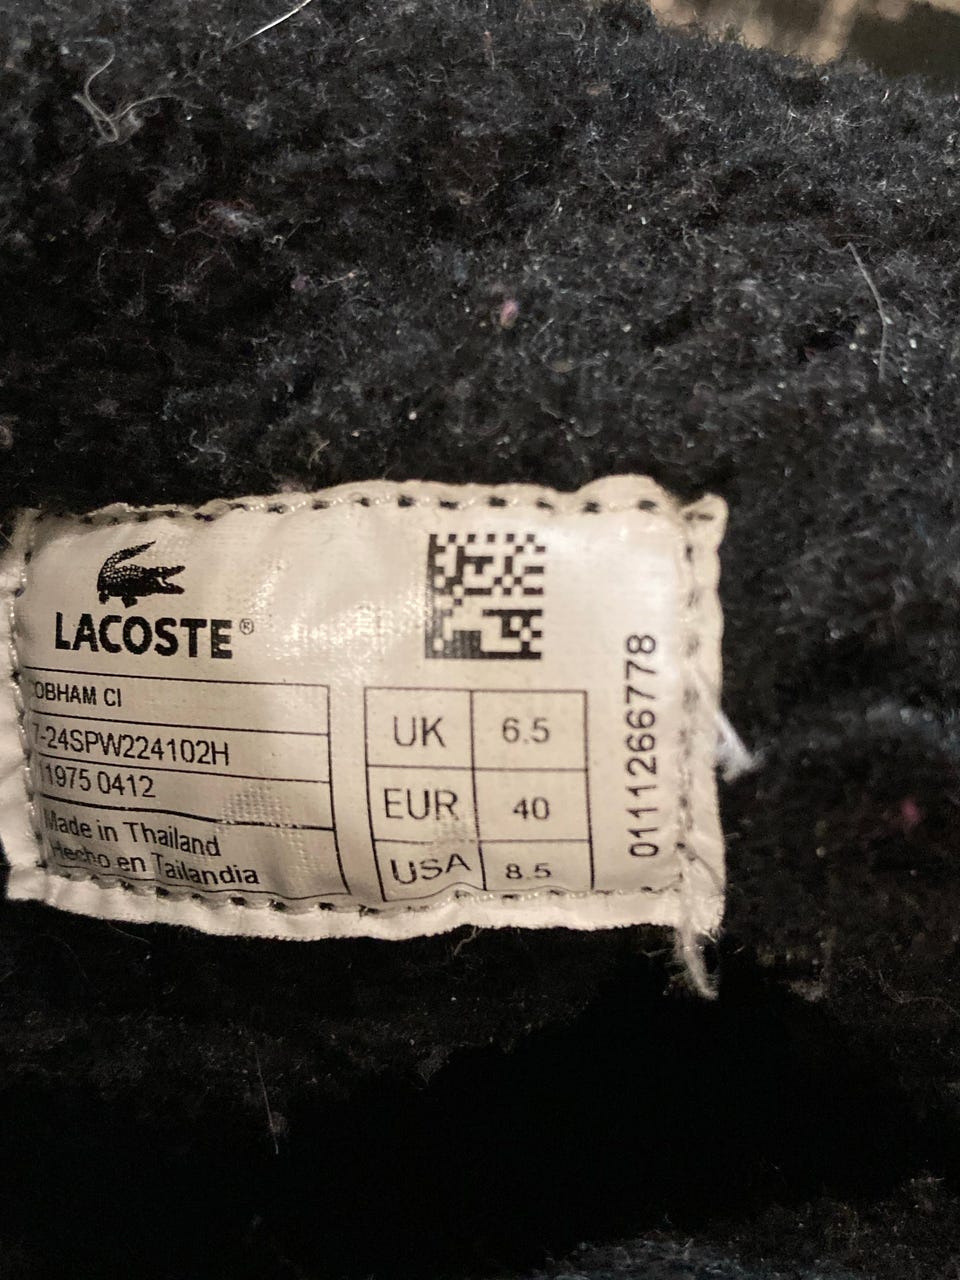 LACOSTE®
OBHAM CI
7-24SPW224102H
11975 0412
Made in Thailand
Hecho en Tailandia
UK 6.5
EUR 40
USA 8.5
0111266778